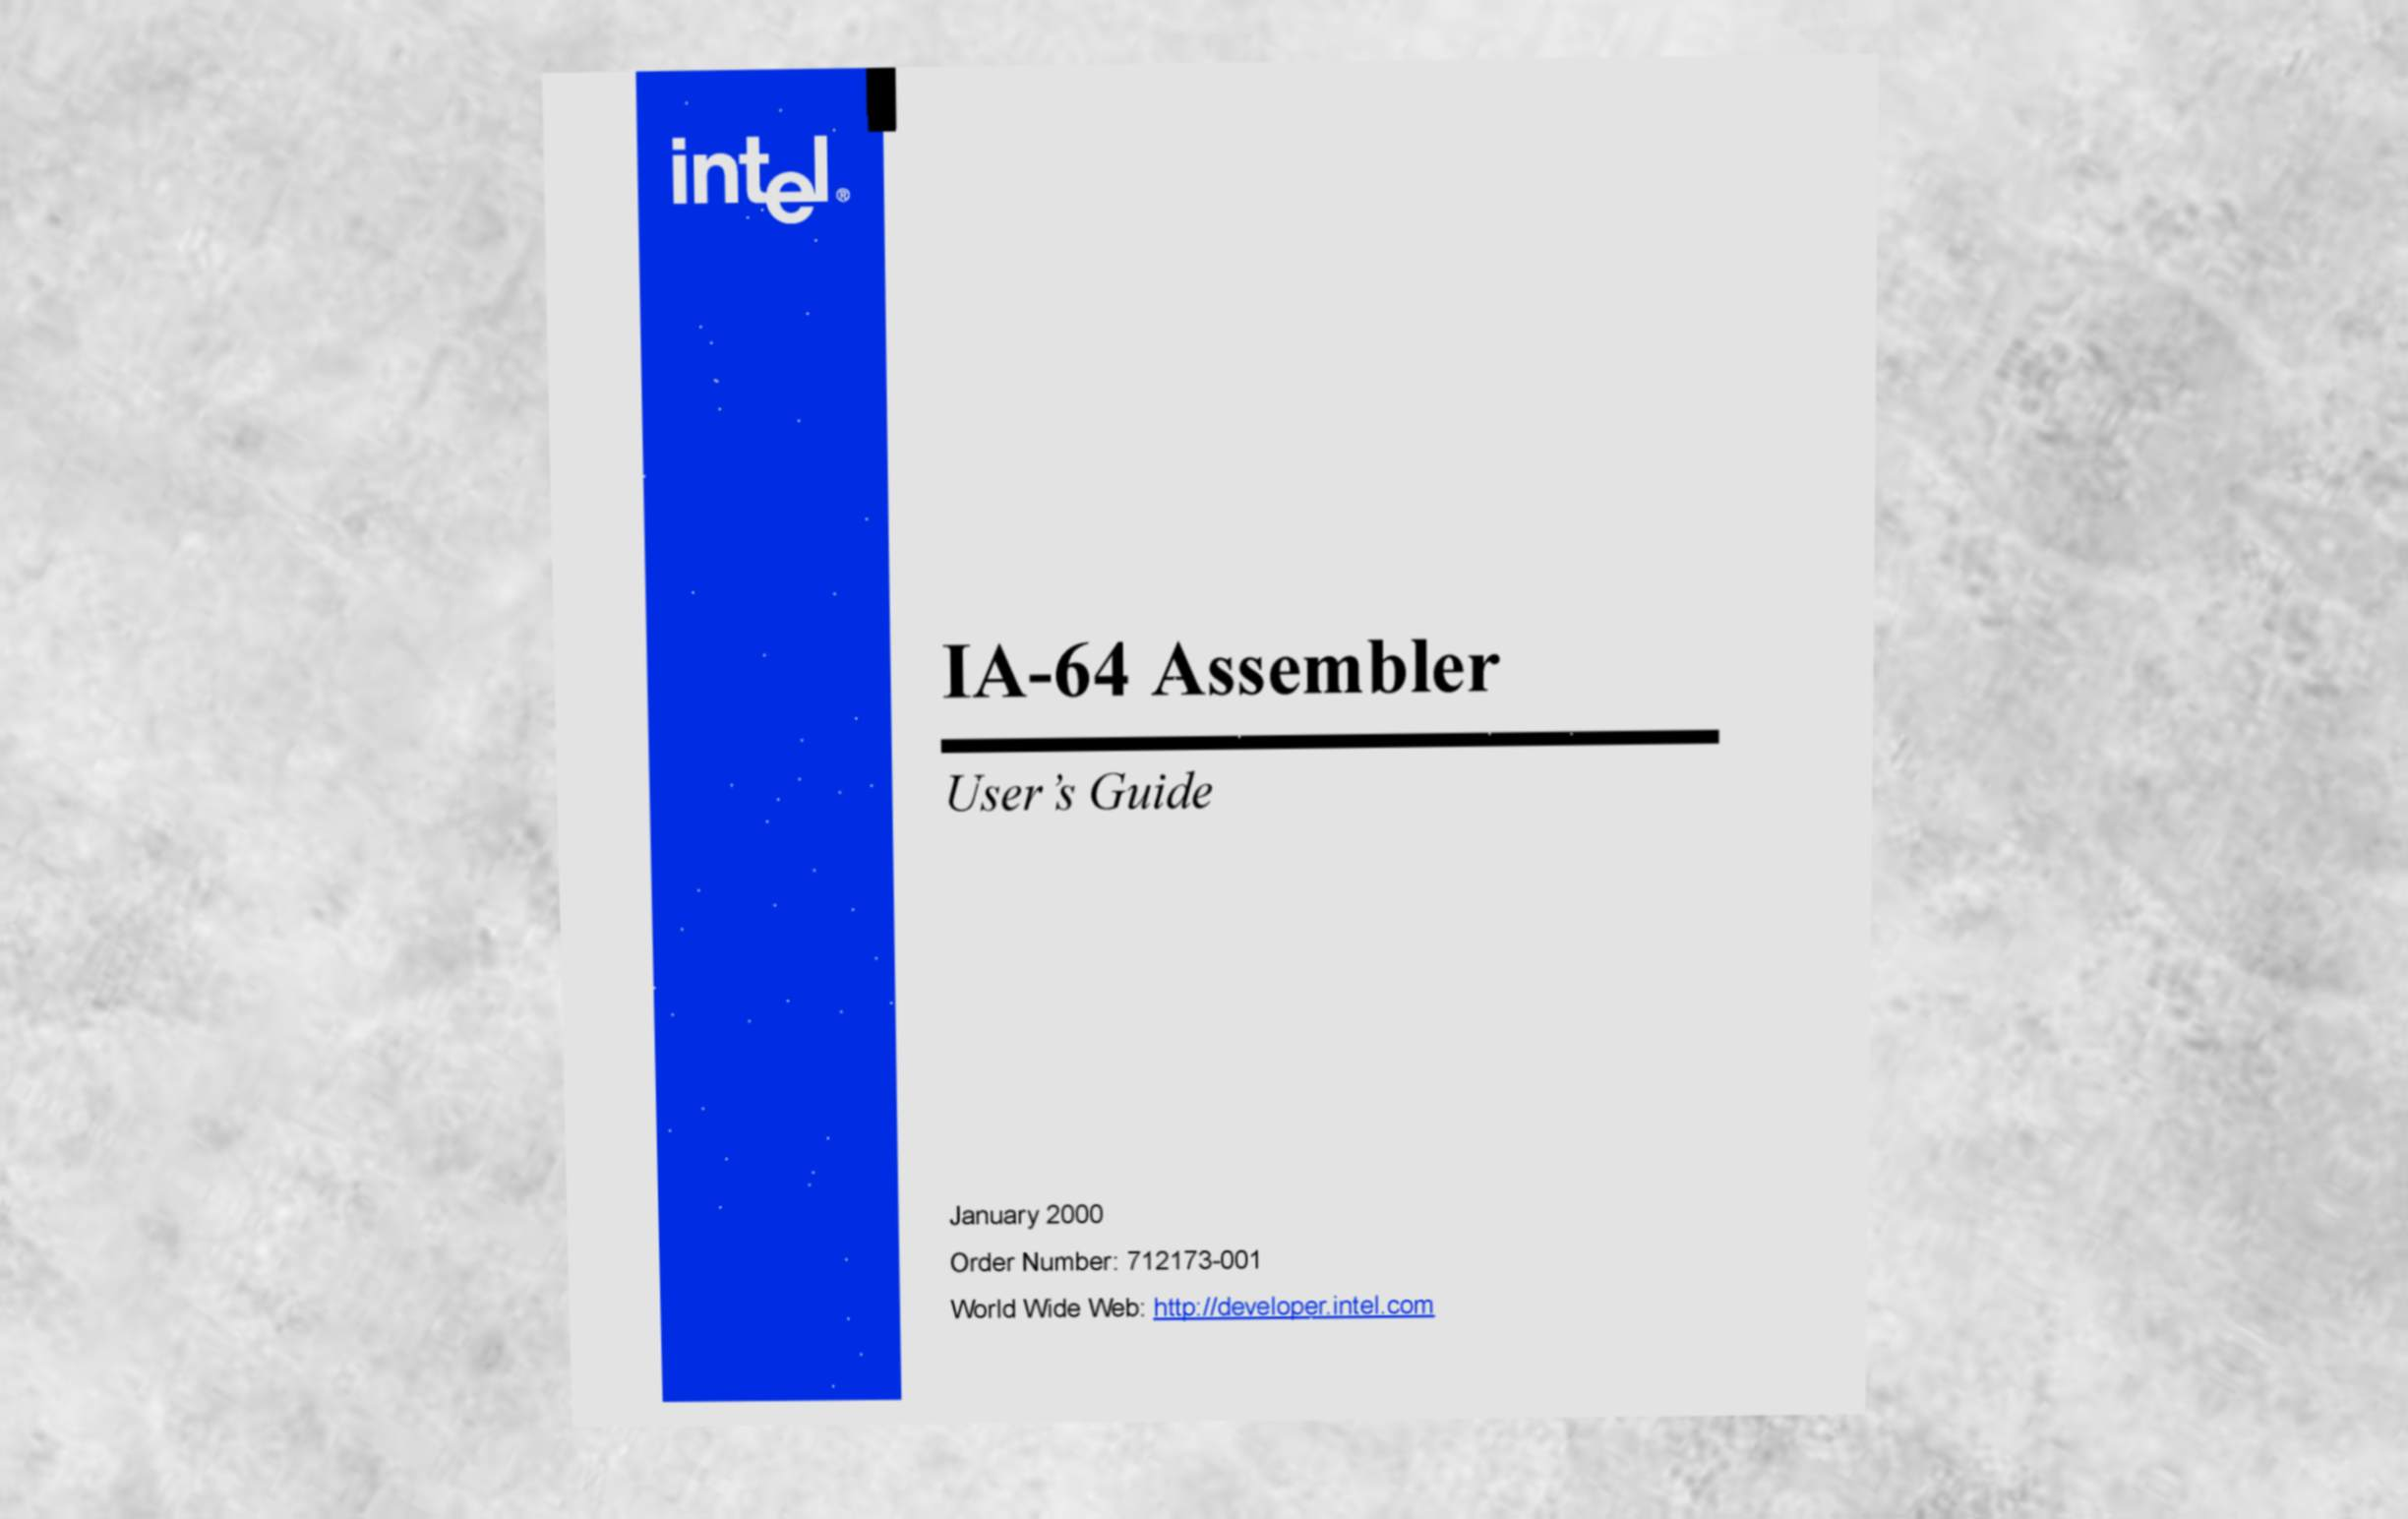 intel®
IA-64 Assembler
User’s Guide
January 2000
Order Number: 712173-001
World Wide Web: http://developer.intel.com